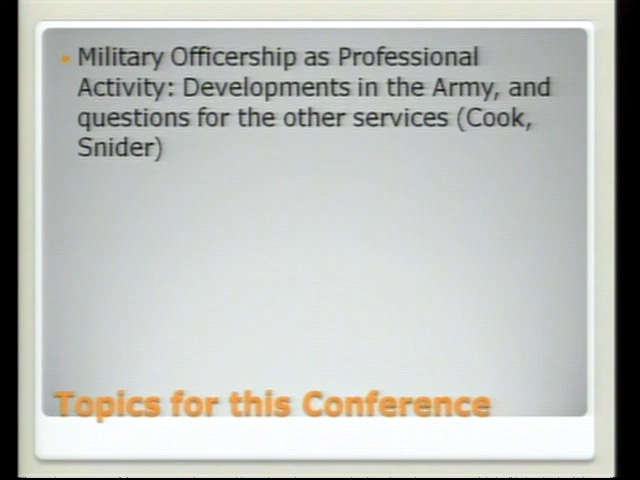 Military Officership as Professional
Activity: Developments in the Army, and
questions for the other services (Cook,
Snider)
Topics for this Conference